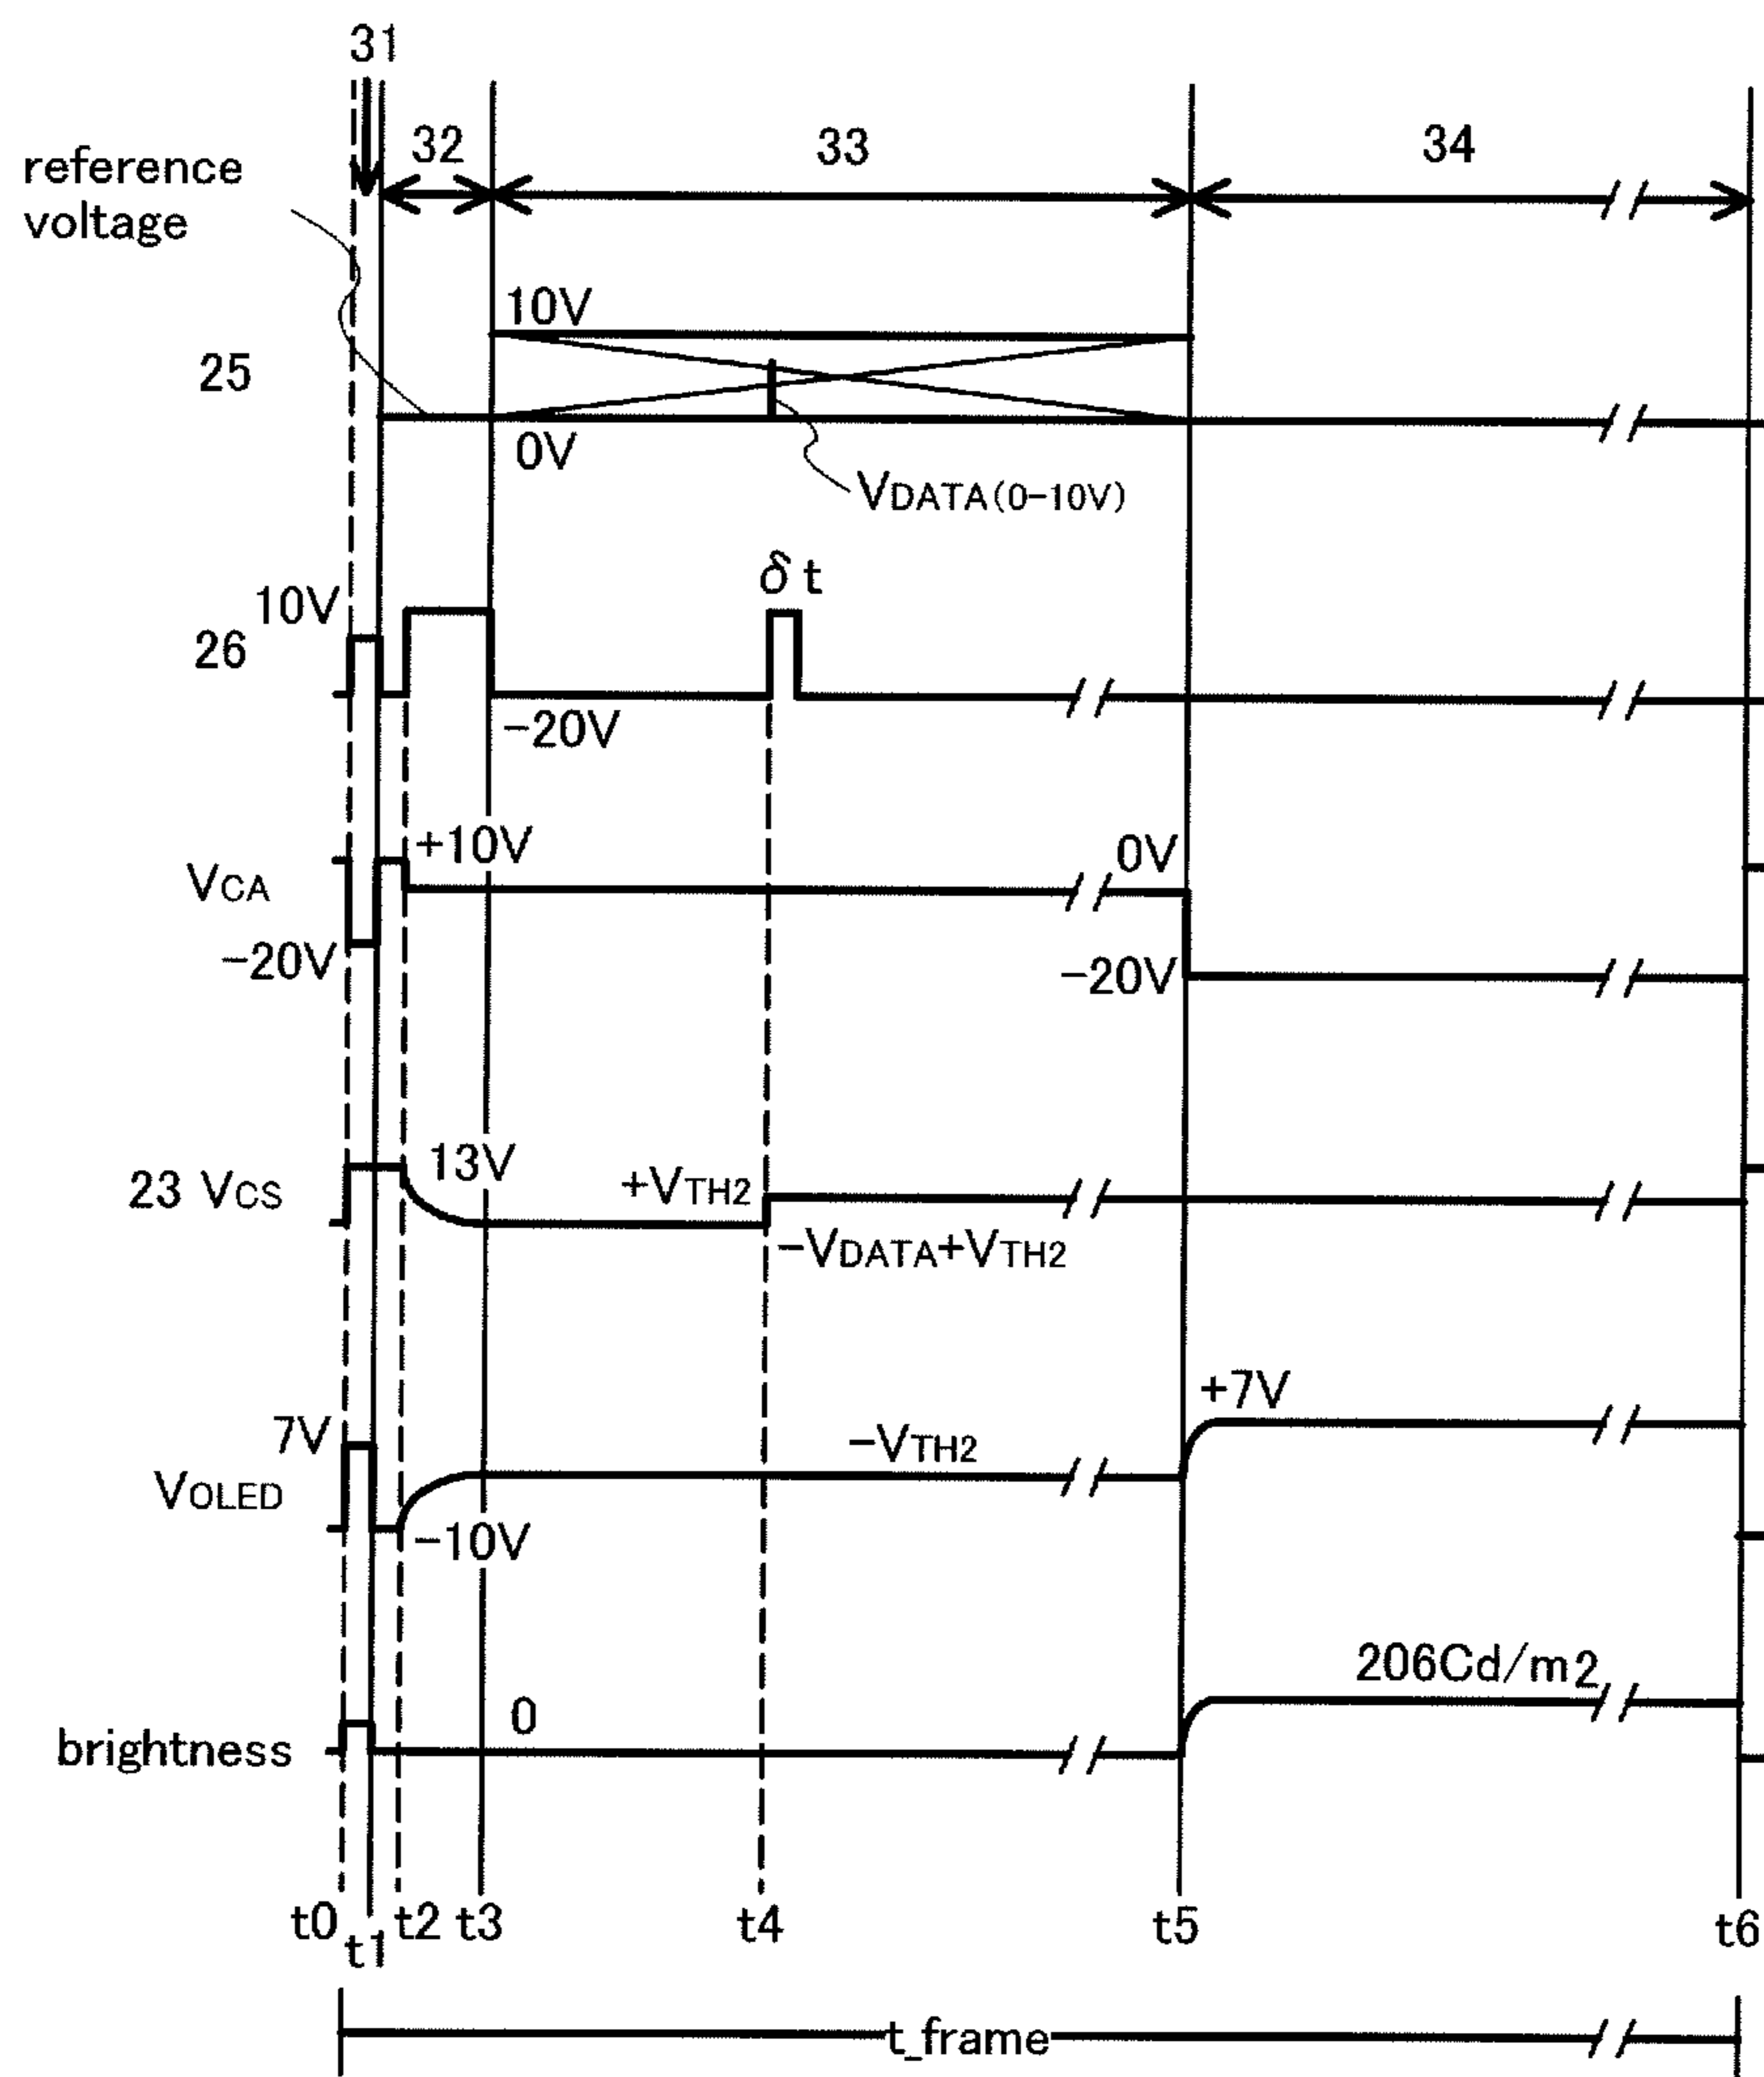 31
32
33
34
reference
voltage
10V
25
0V
VDATA(0-10V)
δt
10V
26
-20V
+10V
0V
VCA
-20V
-20V
13V
23 VCS
+VTH2
-VDATA+VTH2
+7V
7V
-VTH2
VOLED
-10V
206Cd/m2
0
brightness
t0
t1
t2
t3
t4
t5
t6
t_frame